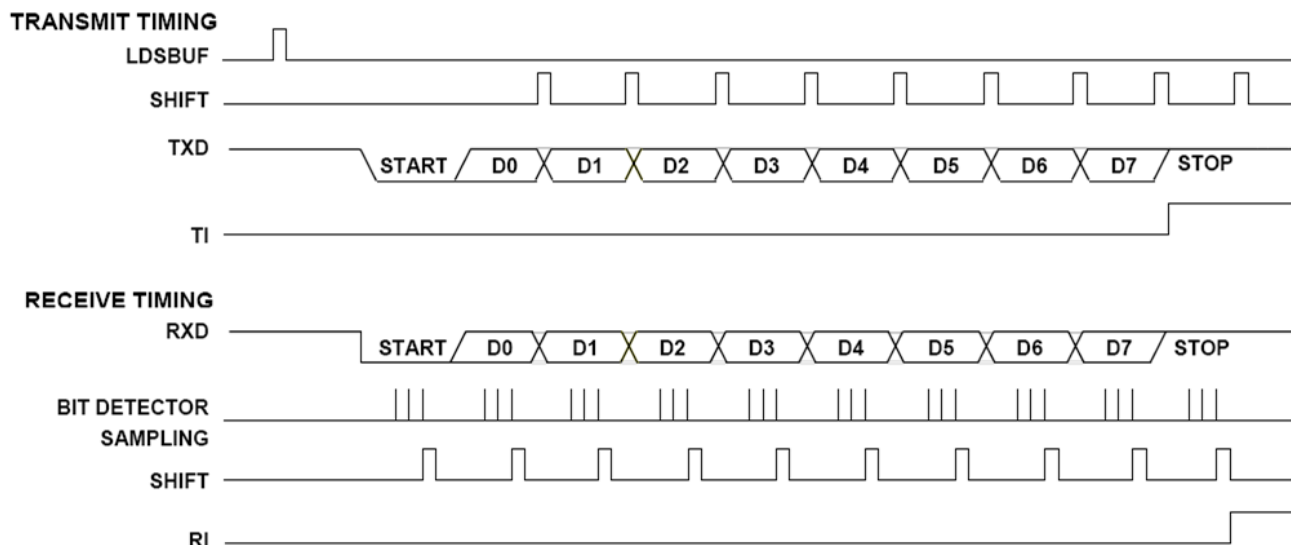 TRANSMIT TIMING
LDSBUF
SHIFT
TXD START D0 D1 D2 D3 D4 D5 D6 D7 STOP
TI
RECEIVE TIMING
RXD START D0 D1 D2 D3 D4 D5 D6 D7 STOP
BIT DETECTOR
SAMPLING
SHIFT
RI